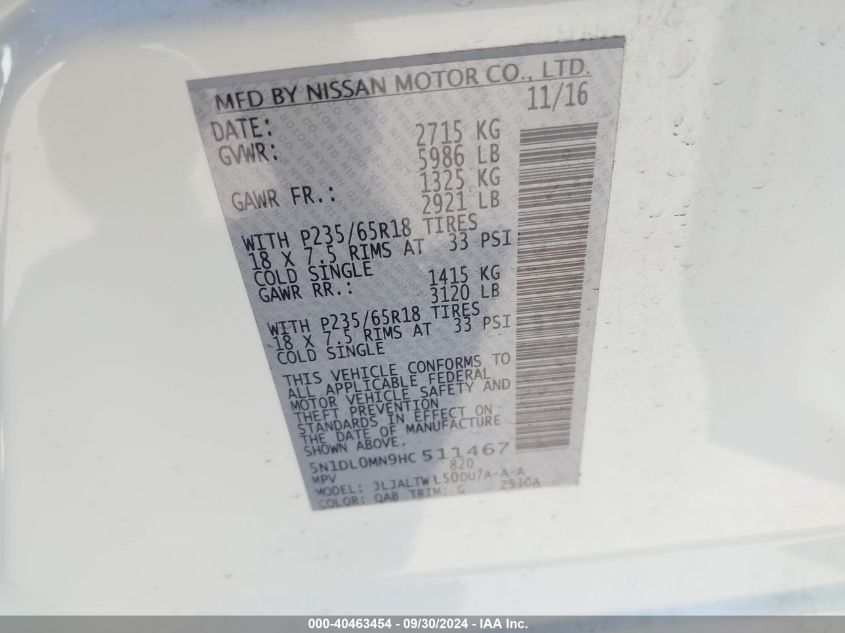 MFD BY NISSAN MOTOR CO., LTD.
DATE: 11/16
GVWR: 2715 KG
5986 LB
GAWR FR.: 1325 KG
2921 LB
WITH P235/65R18 TIRES
18 X 7.5 RIMS AT 33 PSI
COLD SINGLE
GAWR RR.: 1415 KG
3120 LB
WITH P235/65R18 TIRES
18 X 7.5 RIMS AT 33 PSI
COLD SINGLE
THIS VEHICLE CONFORMS TO
ALL APPLICABLE FEDERAL
MOTOR VEHICLE SAFETY AND
THEFT PREVENTION
STANDARDS IN EFFECT ON
THE DATE OF MANUFACTURE
SHOWN ABOVE.
5N1DL0MN9HC 511467
MPV 820
MODEL: JLJALTWL50DU7A-A-A
COLOR: QAB TRIM: G
000-40463454 - 09/30/2024 - IAA Inc.